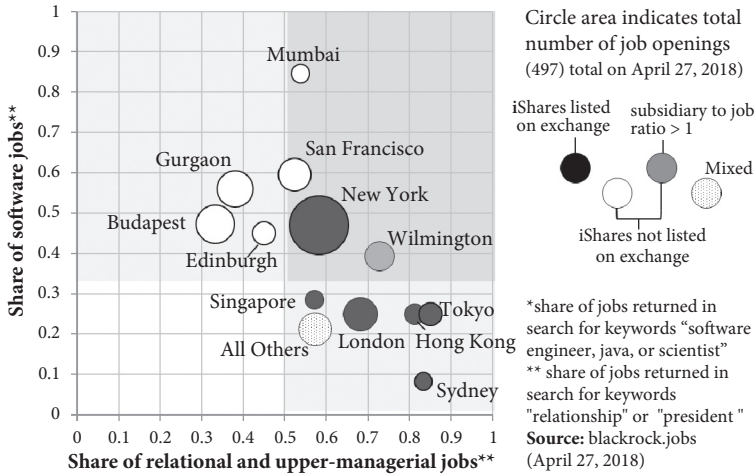 Circle area indicates total
number of job openings
(497) total on April 27, 2018)
iShares listed
on exchange
subsidiary to job
ratio > 1
Mixed
iShares not listed
on exchange
*share of jobs returned in
search for keywords “software
engineer, java, or scientist”
** share of jobs returned in
search for keywords
"relationship" or "president "
Source: blackrock.jobs
(April 27, 2018)
Share of software jobs**
1
0.9
0.8
0.7
0.6
0.5
0.4
0.3
0.2
0.1
0
Mumbai
San Francisco
Gurgaon
New York
Budapest
Edinburgh
Wilmington
Singapore
All Others
London
Tokyo
Hong Kong
Sydney
0 0.1 0.2 0.3 0.4 0.5 0.6 0.7 0.8 0.9 1
Share of relational and upper-managerial jobs**